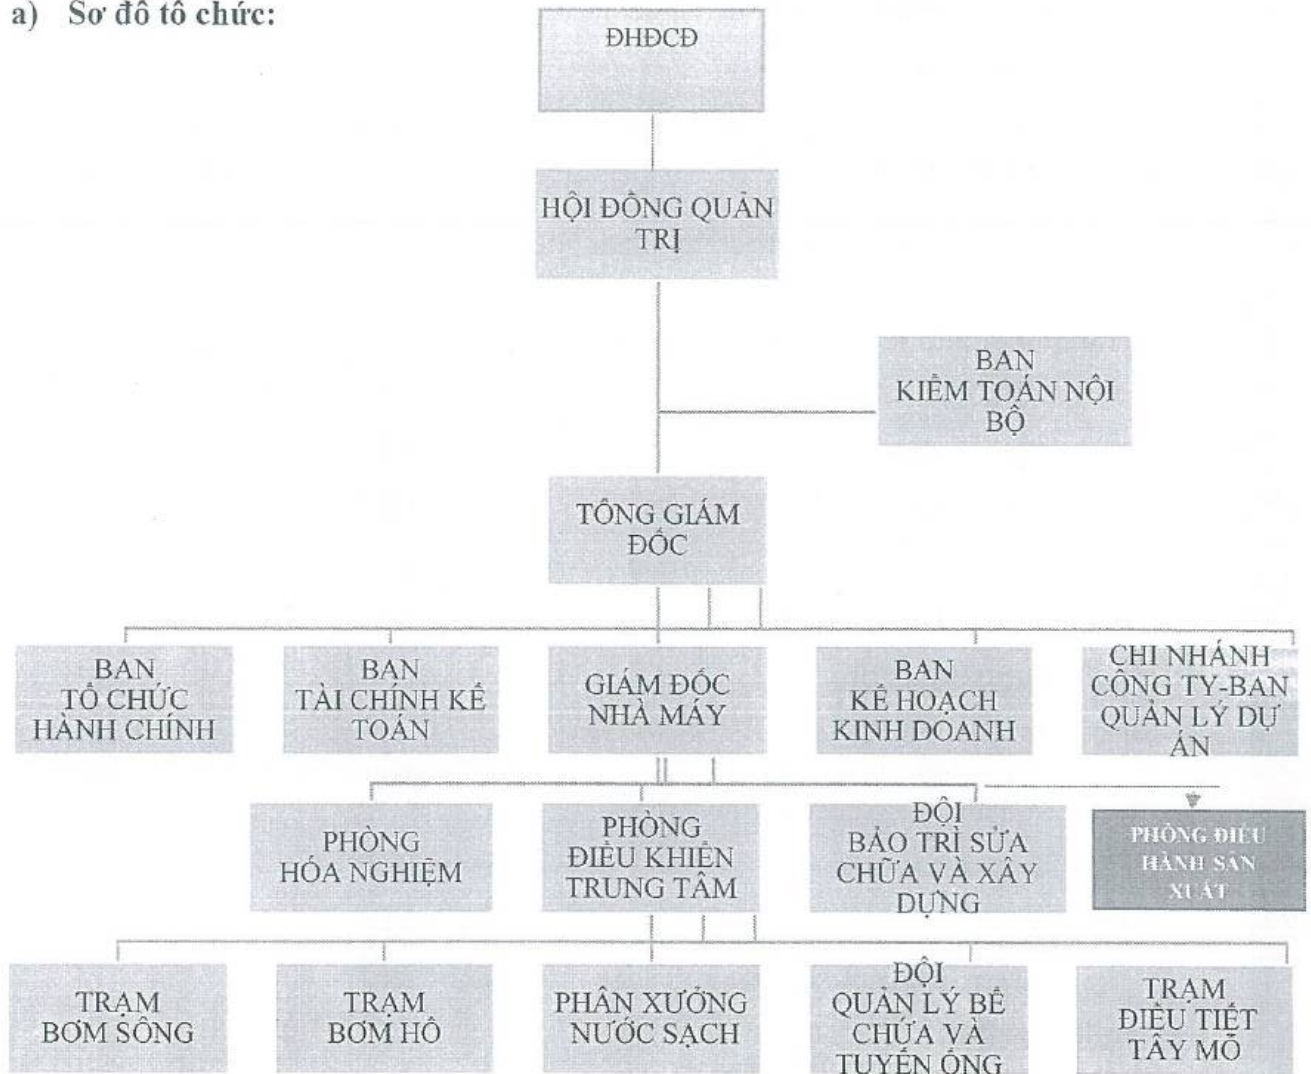 a) Sơ đồ tổ chức:
ĐHĐCĐ
HỘI ĐỒNG QUẢN
TRỊ
BAN
KIỂM TOÁN NỘI
BỘ
TỔNG GIÁM
ĐỐC
BAN
TỔ CHỨC
HÀNH CHÍNH
BAN
TÀI CHÍNH KẾ
TOÁN
GIÁM ĐỐC
NHÀ MÁY
BAN
KẾ HOẠCH
KINH DOANH
CHI NHÁNH
CÔNG TY-BAN
QUẢN LÝ DỰ
ÁN
PHÒNG
HÓA NGHIỆM
PHÒNG
ĐIỀU KHIỂN
TRUNG TÂM
ĐỘI
BẢO TRÌ SỬA
CHỮA VÀ XÂY
DỰNG
PHÒNG ĐIỀU
HÀNH SẢN
XUẤT
TRẠM
BƠM SÔNG
TRẠM
BƠM HỒ
PHÂN XƯỞNG
NƯỚC SẠCH
ĐỘI
QUẢN LÝ BỂ
CHỨA VÀ
TUYẾN ỐNG
TRẠM
ĐIỀU TIẾT
TÂY MỖ